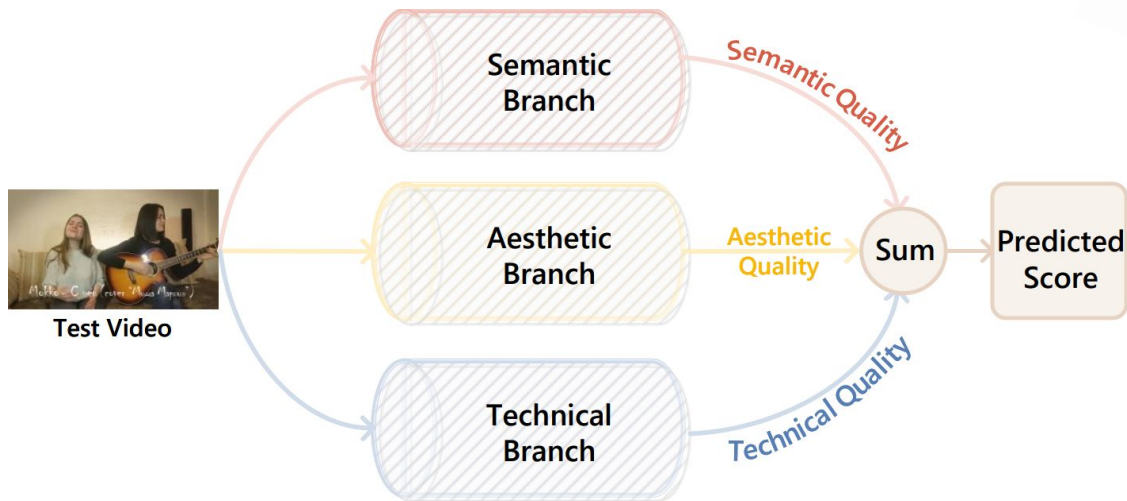 Semantic
Branch
Semantic Quality
Aesthetic
Branch
Aesthetic
Quality
Sum
Predicted
Score
Test Video
Technical
Branch
Technical Quality